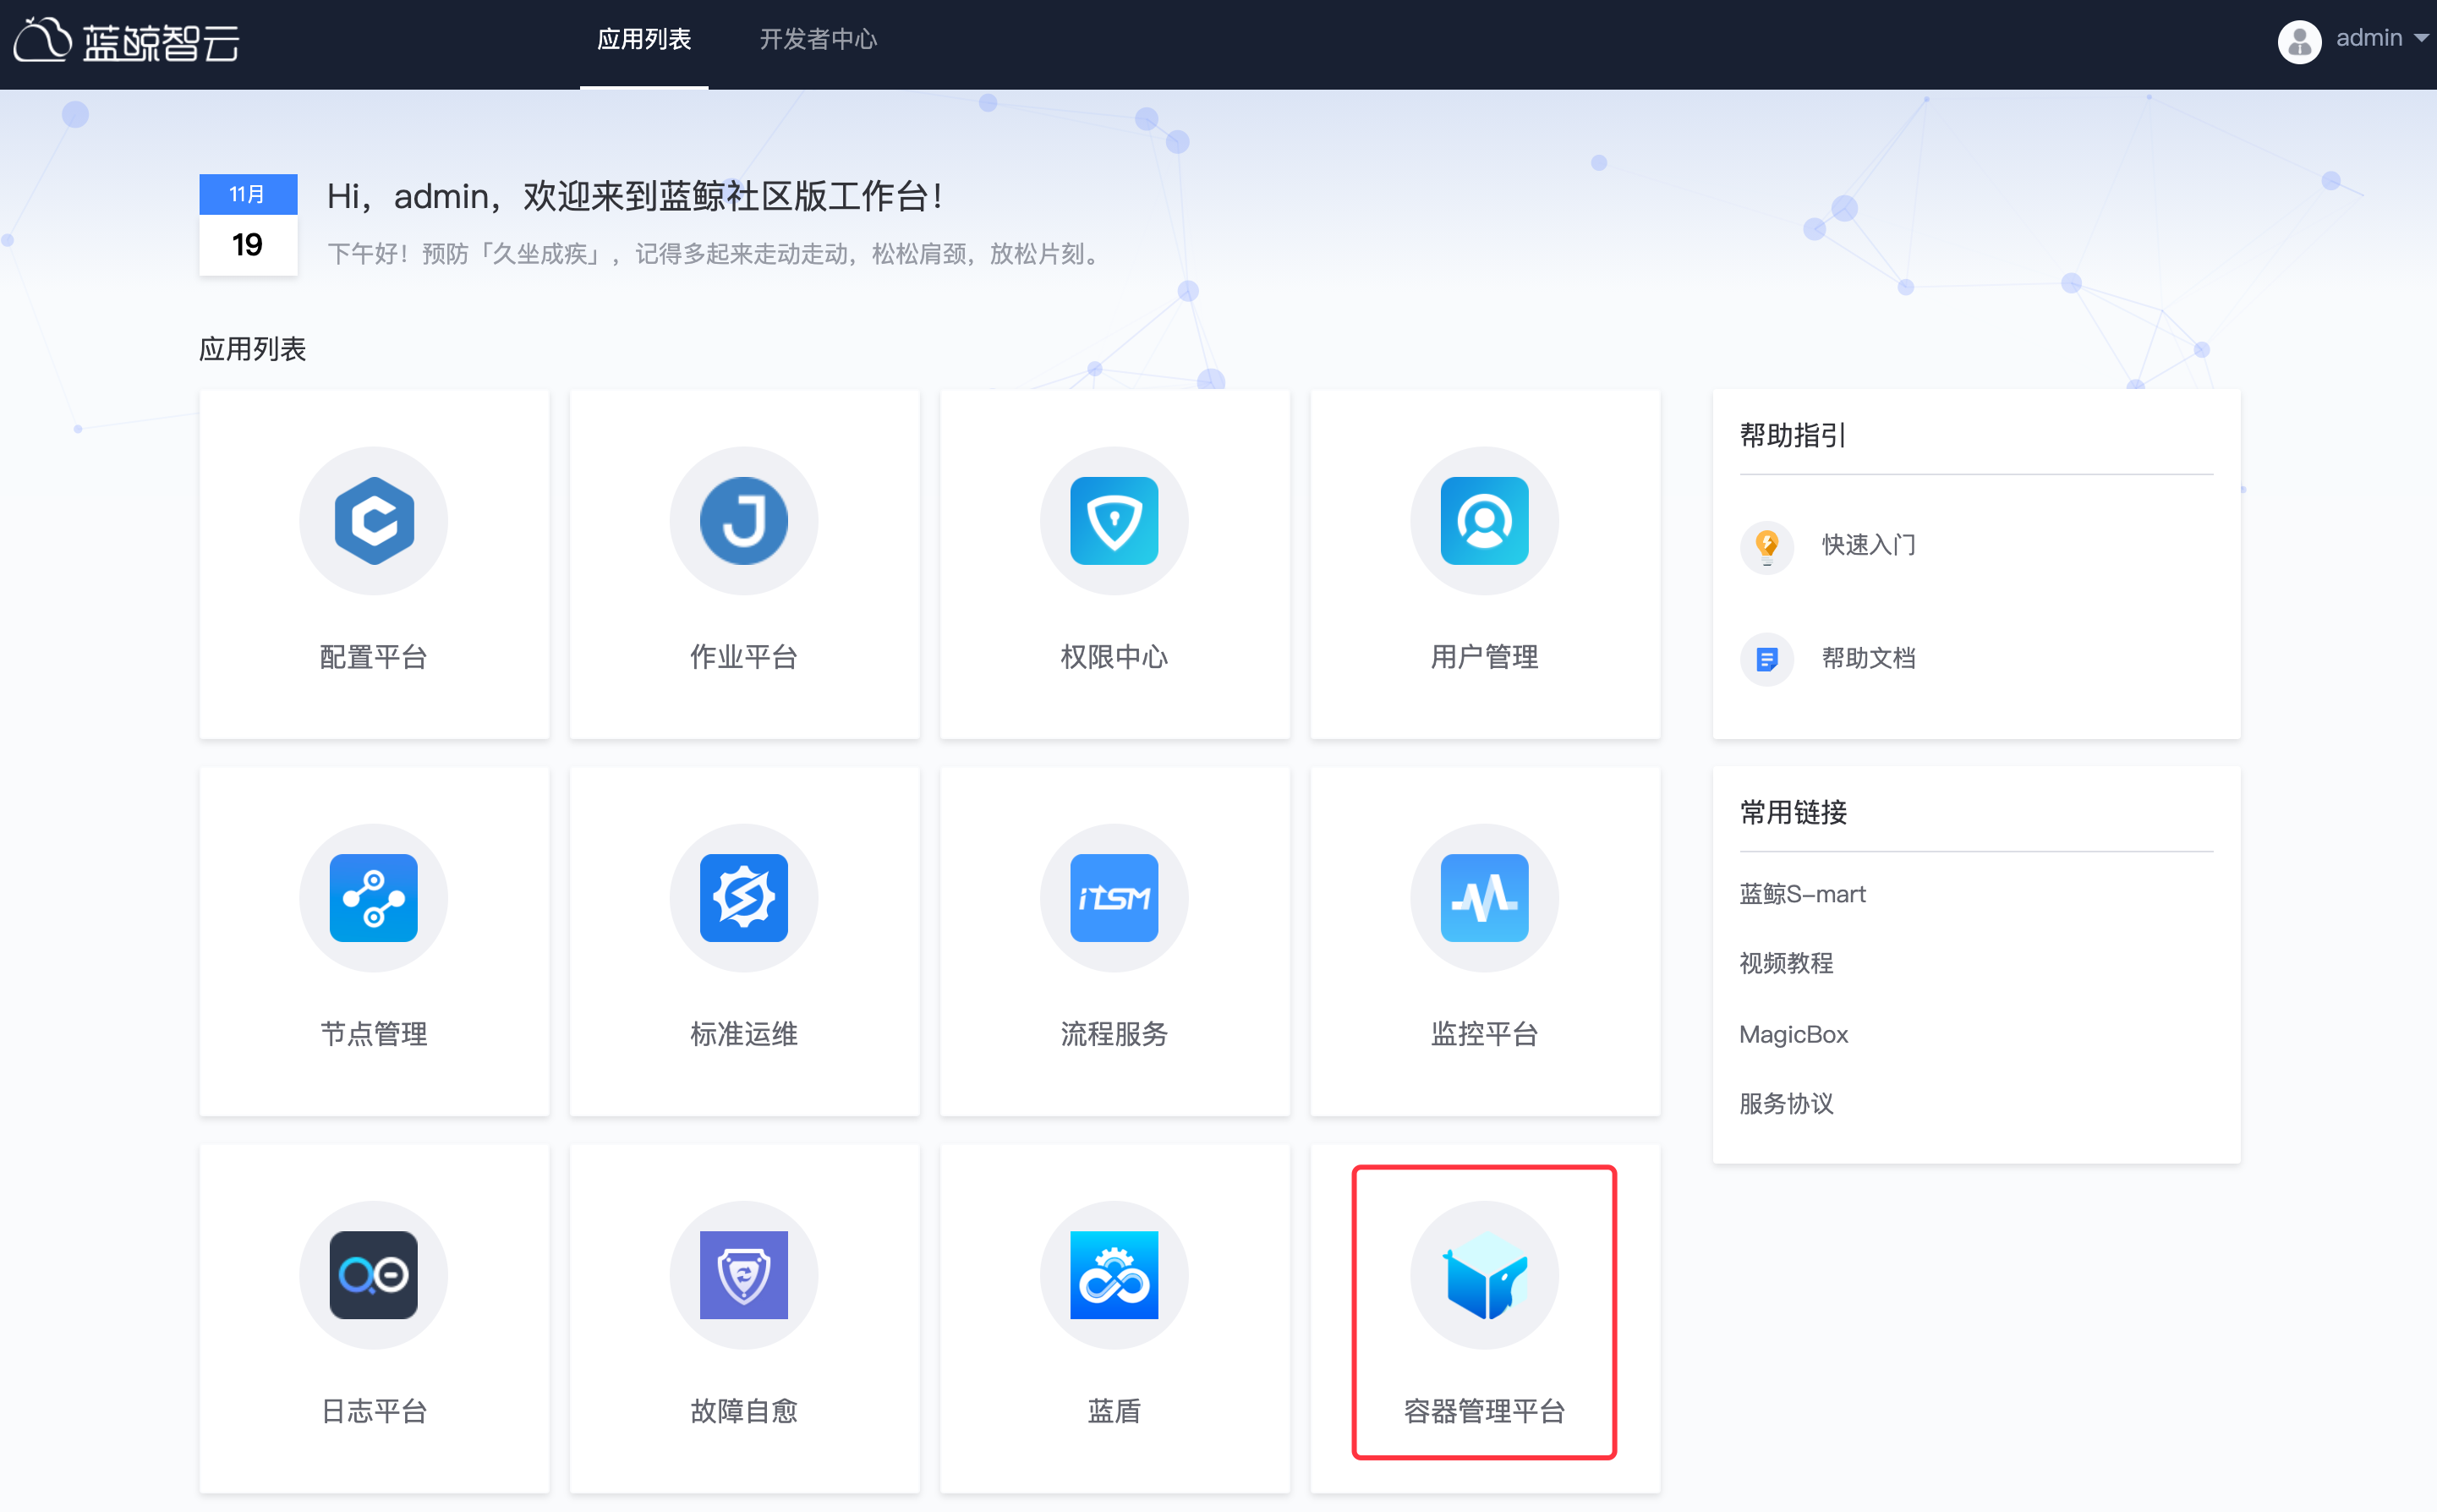 蓝鲸智云
应用列表
开发者中心
admin
11月
19
Hi，admin，欢迎来到蓝鲸社区版工作台！
下午好！预防「久坐成疾」，记得多起来走动走动，松松肩颈，放松片刻。
应用列表
配置平台
作业平台
权限中心
用户管理
iTSM
节点管理
标准运维
流程服务
监控平台
日志平台
故障自愈
蓝盾
容器管理平台
帮助指引
快速入门
帮助文档
常用链接
蓝鲸S-mart
视频教程
MagicBox
服务协议